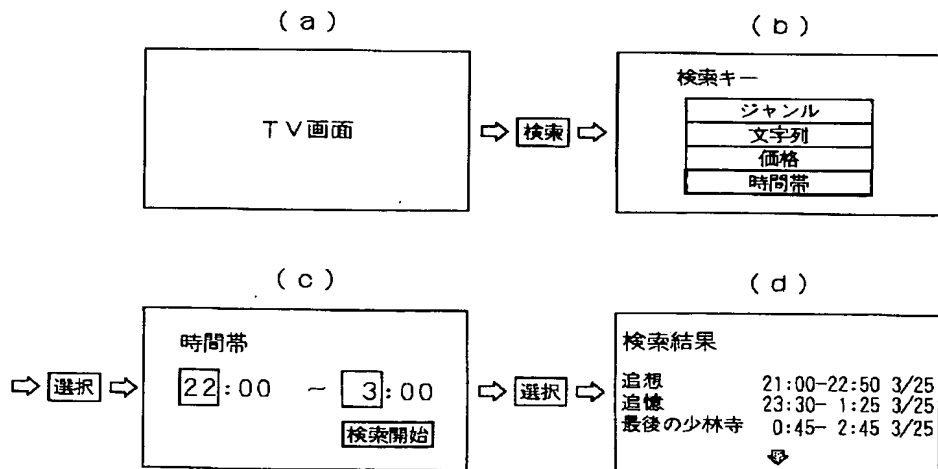 (a)
TV画面
検索
(b)
検索キー
ジャンル
文字列
価格
時間帯
(c)
選択
時間帯
22:00 ~ 3:00
検索開始
選択
(d)
検索結果
追想 21:00-22:50 3/25
追憶 23:30- 1:25 3/25
最後の少林寺 0:45- 2:45 3/25